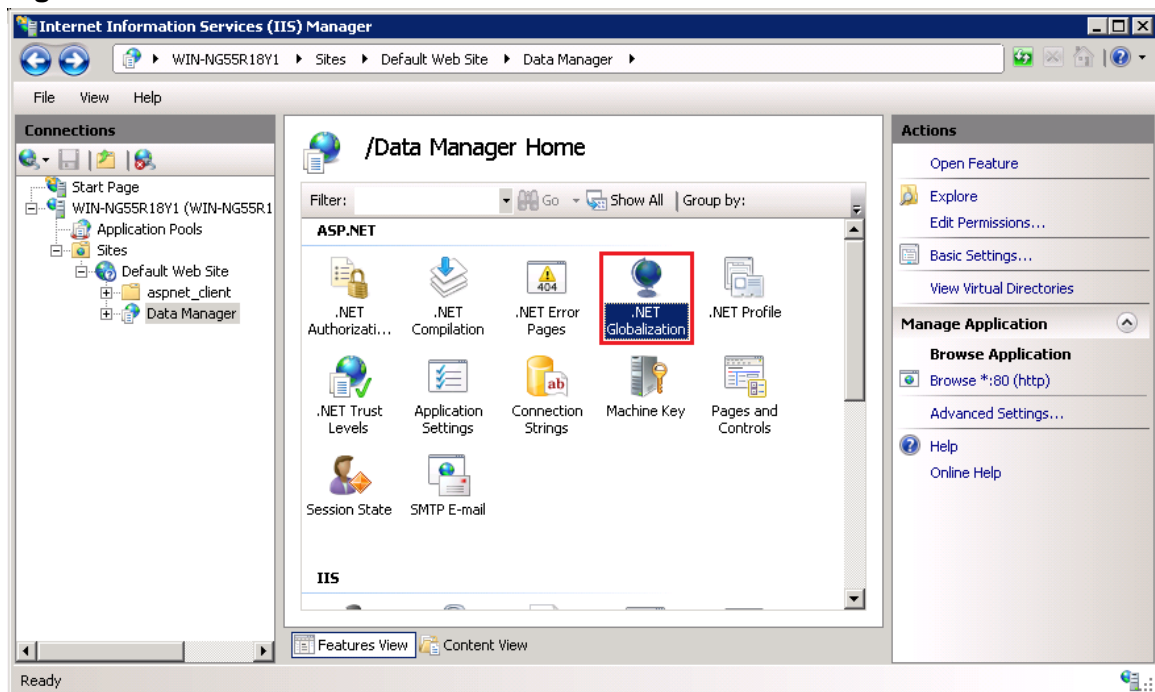 Internet Information Services (IIS) Manager
WIN-NG55R18Y1 Sites Default Web Site Data Manager
File View Help
Connections
Start Page
WIN-NG55R18Y1 (WIN-NG55R1
Application Pools
Sites
Default Web Site
aspnet_client
Data Manager
/Data Manager Home
Filter: Go Show All Group by:
ASP.NET
.NET Authorizati...
.NET Compilation
404
.NET Error Pages
.NET Globalization
.NET Profile
.NET Trust Levels
Application Settings
ab
Connection Strings
Machine Key
Pages and Controls
Session State
SMTP E-mail
IIS
Features View Content View
Actions
Open Feature
Explore
Edit Permissions...
Basic Settings...
View Virtual Directories
Manage Application
Browse Application
Browse *:80 (http)
Advanced Settings...
Help
Online Help
Ready